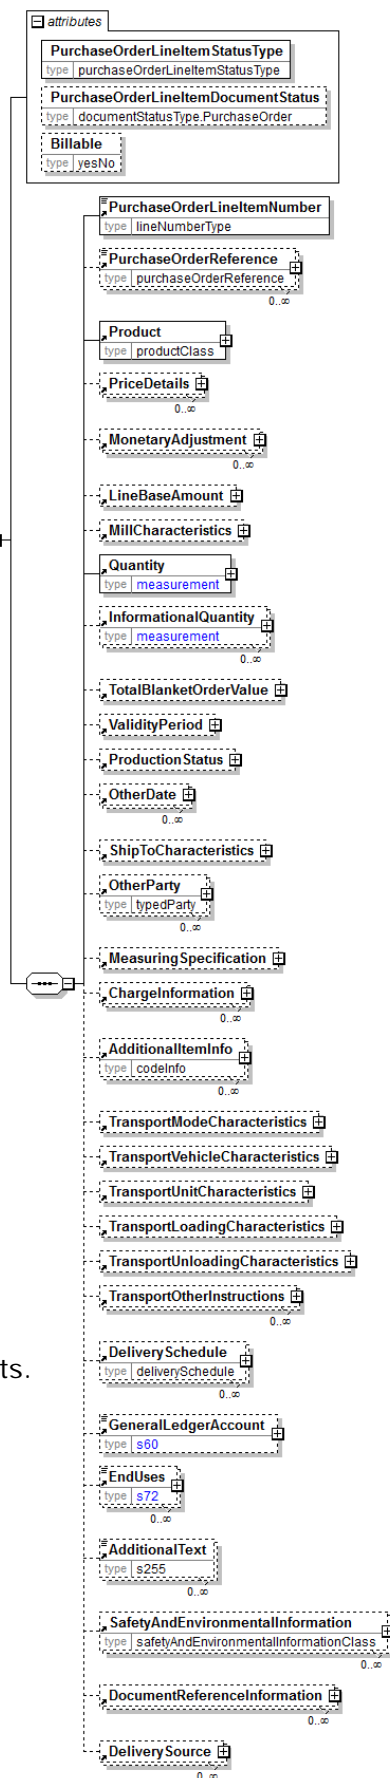 attributes
PurchaseOrderLineItemStatusType
type purchaseOrderLineItemStatusType
PurchaseOrderLineItemDocumentStatus
type documentStatusType.PurchaseOrder
Billable
type yesNo
PurchaseOrderLineItemNumber
type lineNumberType
PurchaseOrderReference
type purchaseOrderReference
0..∞
Product
type productClass
PriceDetails
0..∞
MonetaryAdjustment
0..∞
LineBaseAmount
MillCharacteristics
Quantity
type measurement
InformationalQuantity
type measurement
0..∞
TotalBlanketOrderValue
ValidityPeriod
ProductionStatus
OtherDate
0..∞
ShipToCharacteristics
OtherParty
type typedParty
0..∞
MeasuringSpecification
ChargeInformation
0..∞
AdditionalItemInfo
type codeInfo
0..∞
TransportModeCharacteristics
TransportVehicleCharacteristics
TransportUnitCharacteristics
TransportLoadingCharacteristics
TransportUnloadingCharacteristics
TransportOtherInstructions
0..∞
DeliverySchedule
ts.
type deliverySchedule
0..∞
GeneralLedgerAccount
type s60
EndUses
type s72
0..∞
AdditionalText
type s255
0..∞
SafetyAndEnvironmentalInformation
type safetyAndEnvironmentalInformationClass
0..∞
DocumentReferenceInformation
0..∞
DeliverySource
0..∞